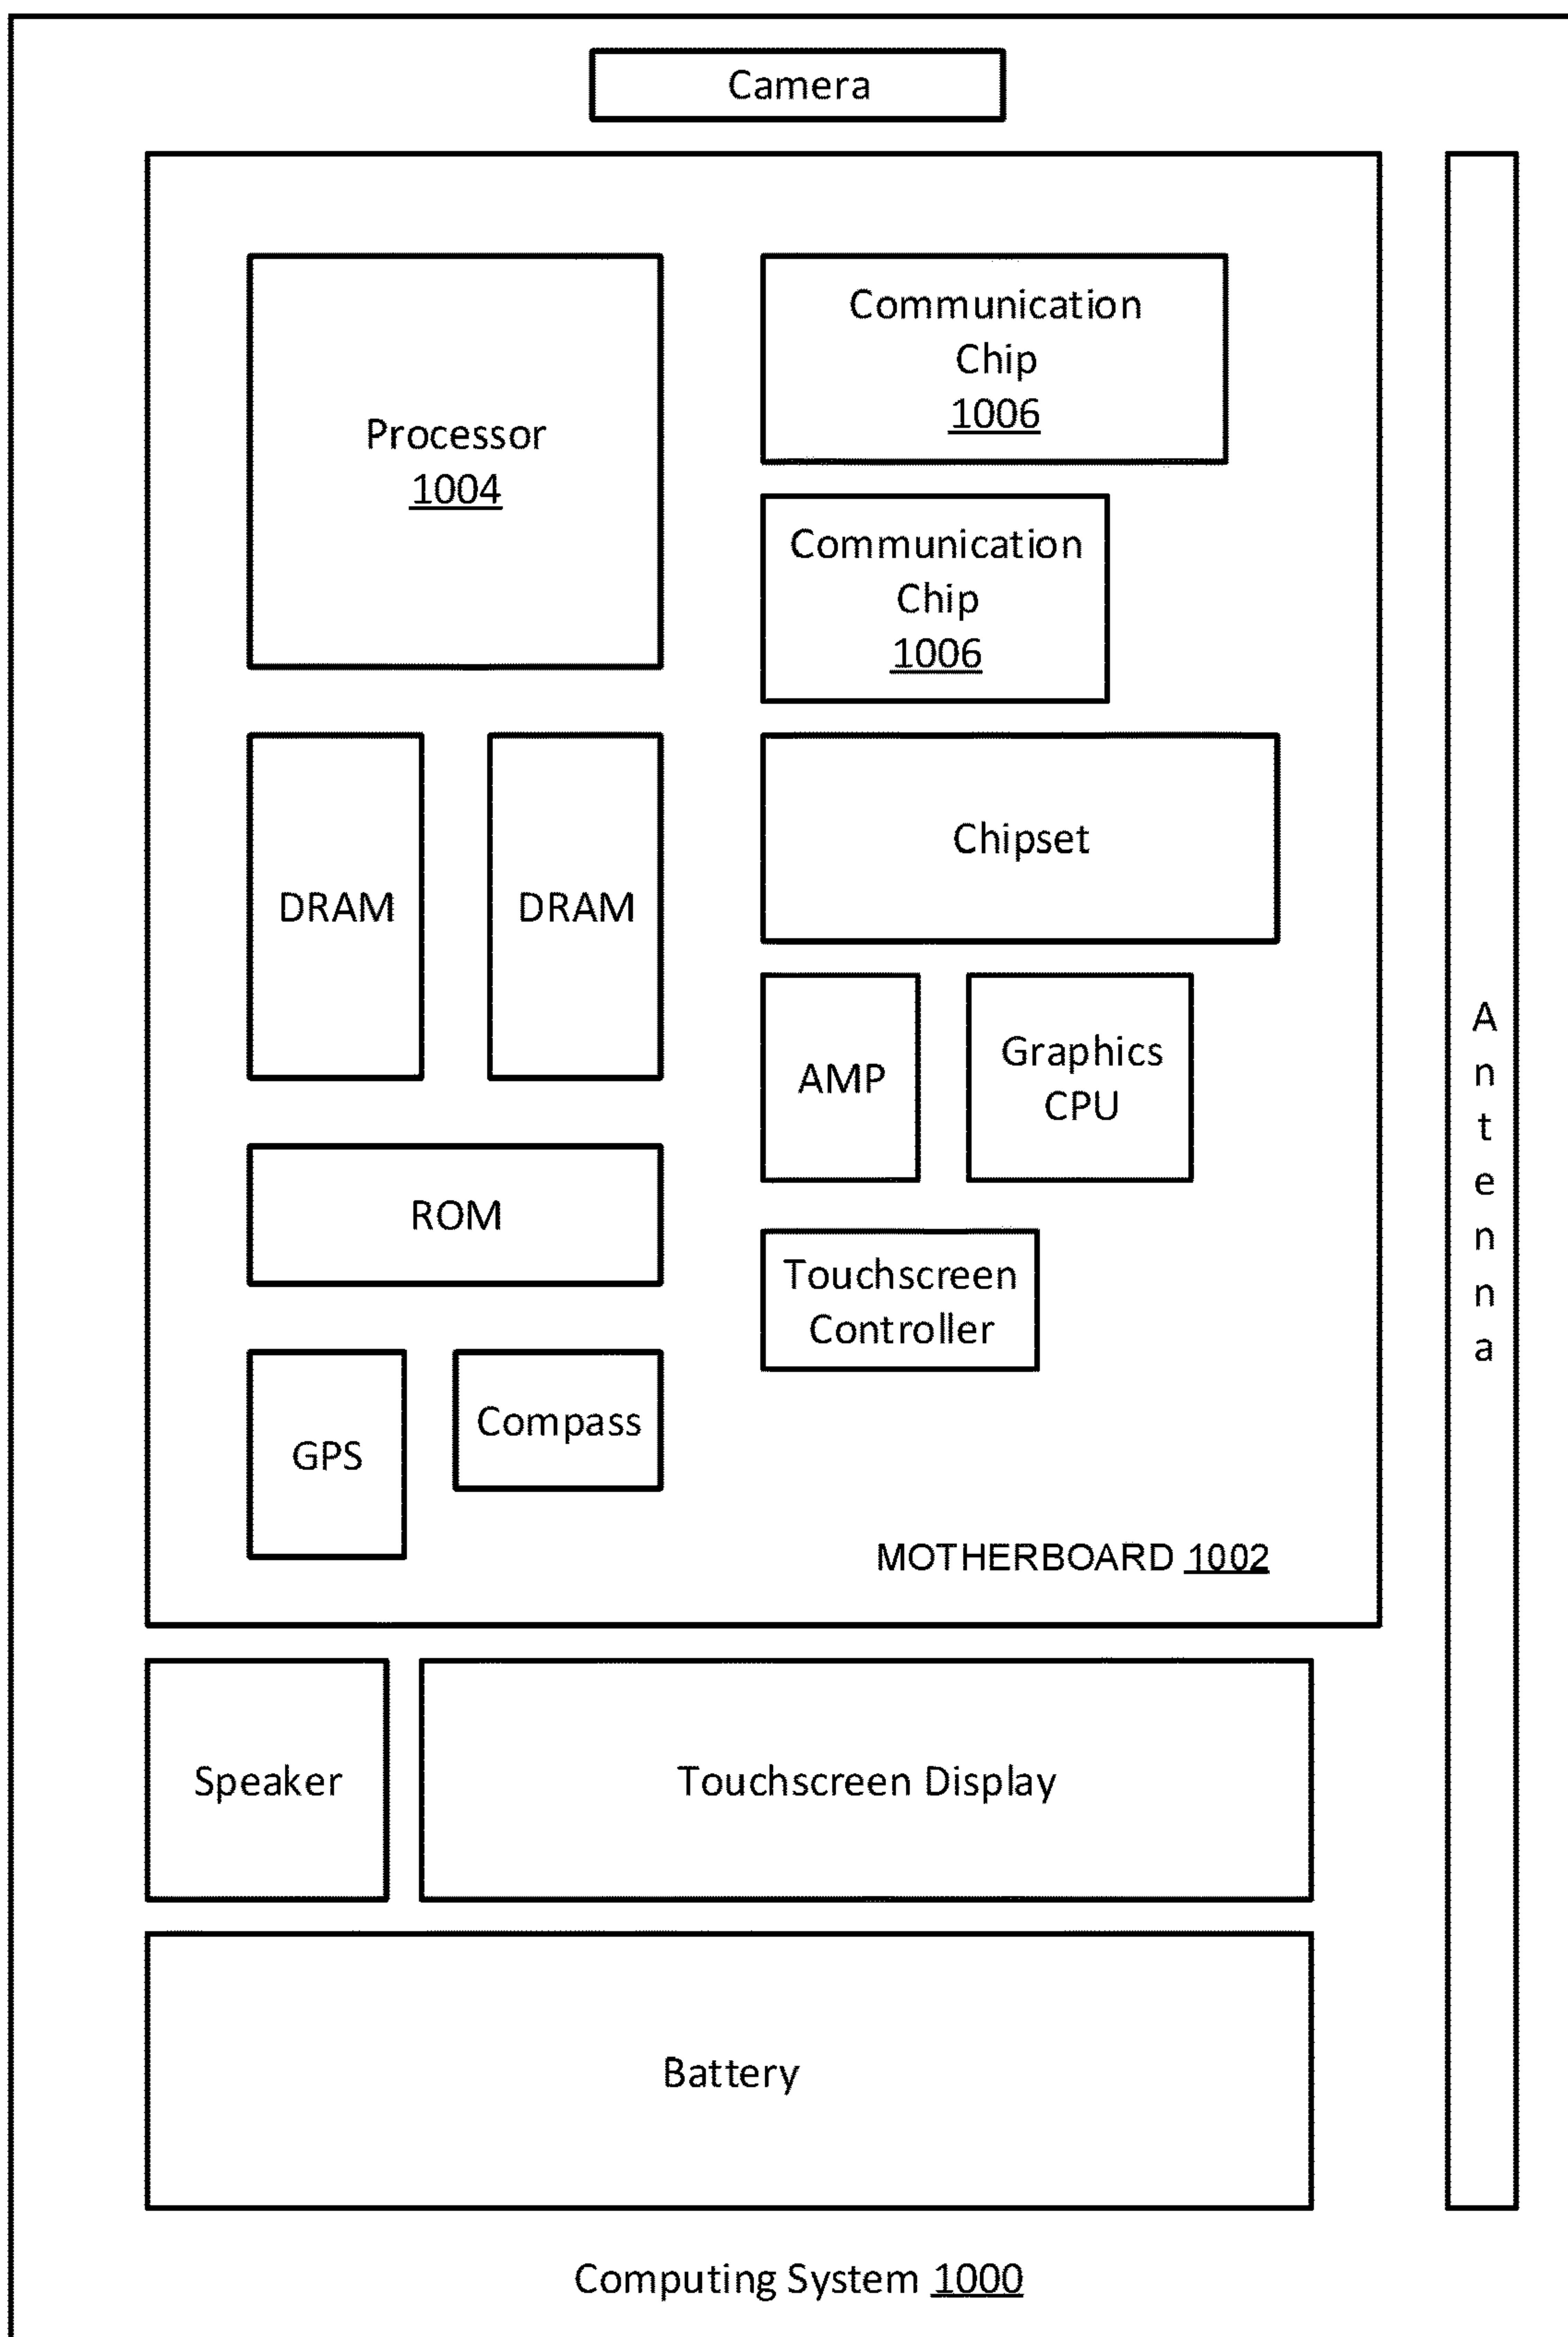 Camera
Processor
1004
Communication
Chip
1006
Communication
Chip
1006
DRAM
DRAM
Chipset
AMP
Graphics
CPU
ROM
Touchscreen
Controller
GPS
Compass
MOTHERBOARD 1002
Antenna
Speaker
Touchscreen Display
Battery
Computing System 1000